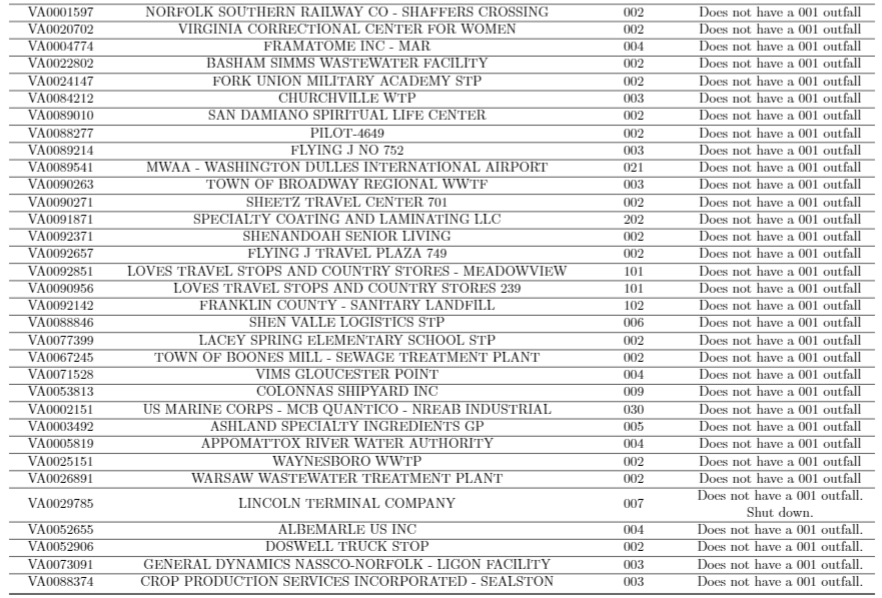 VA0001597 NORFOLK SOUTHERN RAILWAY CO - SHAFFERS CROSSING 002 Does not have a 001 outfall
VA0020702 VIRGINIA CORRECTIONAL CENTER FOR WOMEN 002 Does not have a 001 outfall
VA0004774 FRAMATOME INC - MAR 004 Does not have a 001 outfall
VA0022802 BASHAM SIMMS WASTEWATER FACILITY 002 Does not have a 001 outfall
VA0024147 FORK UNION MILITARY ACADEMY STP 002 Does not have a 001 outfall
VA0084212 CHURCHVILLE WTP 003 Does not have a 001 outfall
VA0089010 SAN DAMIANO SPIRITUAL LIFE CENTER 002 Does not have a 001 outfall
VA0088277 PILOT-4649 002 Does not have a 001 outfall
VA0089214 FLYING J NO 752 003 Does not have a 001 outfall
VA0089541 MWAA - WASHINGTON DULLES INTERNATIONAL AIRPORT 021 Does not have a 001 outfall
VA0090263 TOWN OF BROADWAY REGIONAL WWTF 003 Does not have a 001 outfall
VA0090271 SHEETZ TRAVEL CENTER 701 002 Does not have a 001 outfall
VA0091871 SPECIALTY COATING AND LAMINATING LLC 202 Does not have a 001 outfall
VA0092371 SHENANDOAH SENIOR LIVING 002 Does not have a 001 outfall
VA0092657 FLYING J TRAVEL PLAZA 749 002 Does not have a 001 outfall
VA0092851 LOVES TRAVEL STOPS AND COUNTRY STORES - MEADOWVIEW 101 Does not have a 001 outfall
VA0090956 LOVES TRAVEL STOPS AND COUNTRY STORES 239 101 Does not have a 001 outfall
VA0092142 FRANKLIN COUNTY - SANITARY LANDFILL 102 Does not have a 001 outfall
VA0088846 SHEN VALLE LOGISTICS STP 006 Does not have a 001 outfall
VA0077399 LACEY SPRING ELEMENTARY SCHOOL STP 002 Does not have a 001 outfall
VA0067245 TOWN OF BOONES MILL - SEWAGE TREATMENT PLANT 002 Does not have a 001 outfall
VA0071528 VIMS GLOUCESTER POINT 004 Does not have a 001 outfall
VA0053813 COLONNAS SHIPYARD INC 009 Does not have a 001 outfall
VA0002151 US MARINE CORPS - MCB QUANTICO - NREAB INDUSTRIAL 030 Does not have a 001 outfall
VA0003492 ASHLAND SPECIALTY INGREDIENTS GP 005 Does not have a 001 outfall
VA0005819 APPOMATTOX RIVER WATER AUTHORITY 004 Does not have a 001 outfall
VA0025151 WAYNESBORO WWTP 002 Does not have a 001 outfall
VA0026891 WARSAW WASTEWATER TREATMENT PLANT 002 Does not have a 001 outfall
VA0029785 LINCOLN TERMINAL COMPANY 007 Does not have a 001 outfall.
Shut down.
VA0052655 ALBEMARLE US INC 004 Does not have a 001 outfall.
VA0052906 DOSWELL TRUCK STOP 002 Does not have a 001 outfall.
VA0073091 GENERAL DYNAMICS NASSCO-NORFOLK - LIGON FACILITY 003 Does not have a 001 outfall.
VA0088374 CROP PRODUCTION SERVICES INCORPORATED - SEALSTON 003 Does not have a 001 outfall.